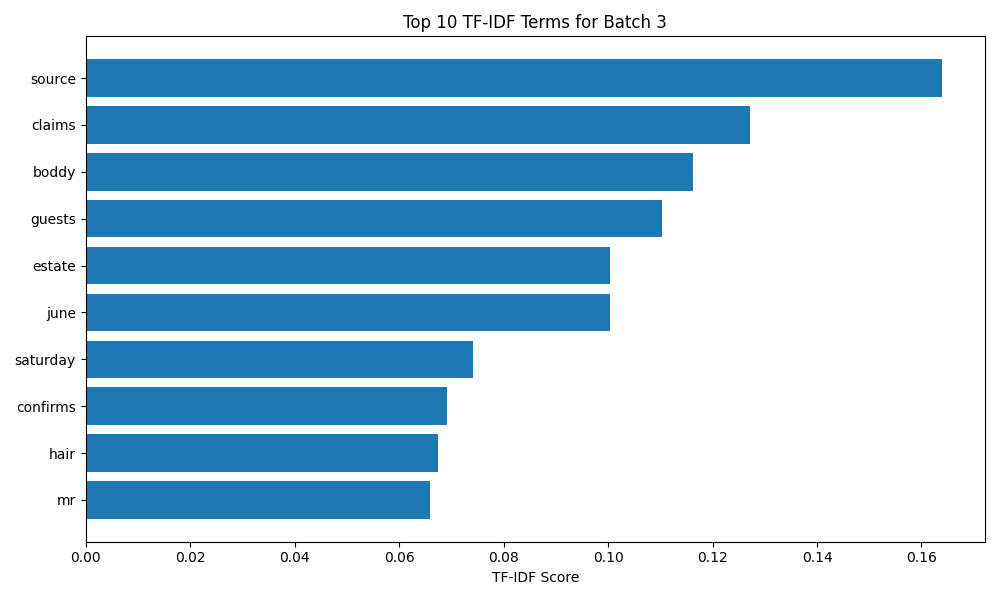 Top 10 TF-IDF Terms for Batch 3
source
claims
boddy
guests
estate
june
saturday
confirms
hair
mr
0.00 0.02 0.04 0.06 0.08 0.10 0.12 0.14 0.16
TF-IDF Score